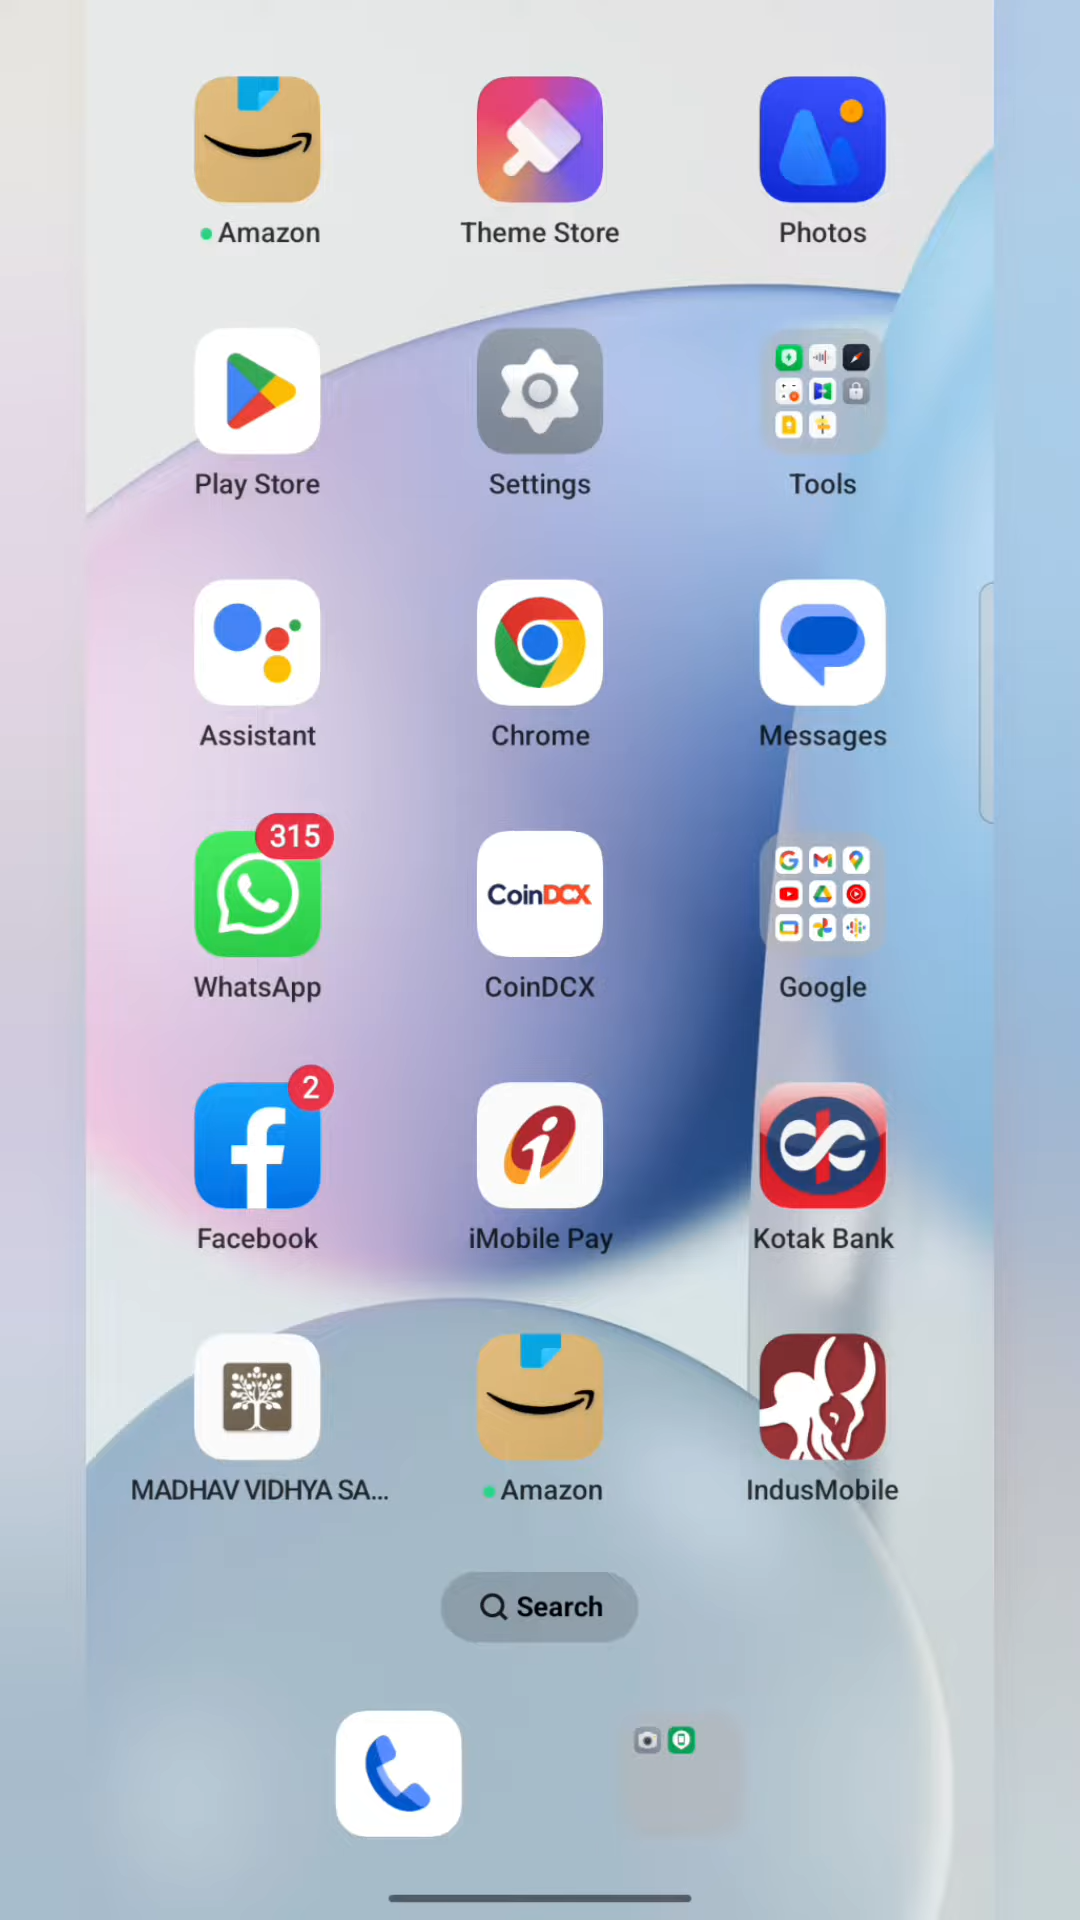 Amazon
Theme Store
Photos
Play Store
Settings
Tools
Assistant
Chrome
Messages
315
CoinDCX
WhatsApp
CoinDCX
Google
2
Facebook
iMobile Pay
Kotak Bank
MADHAV VIDHYA SA...
Amazon
IndusMobile
Search